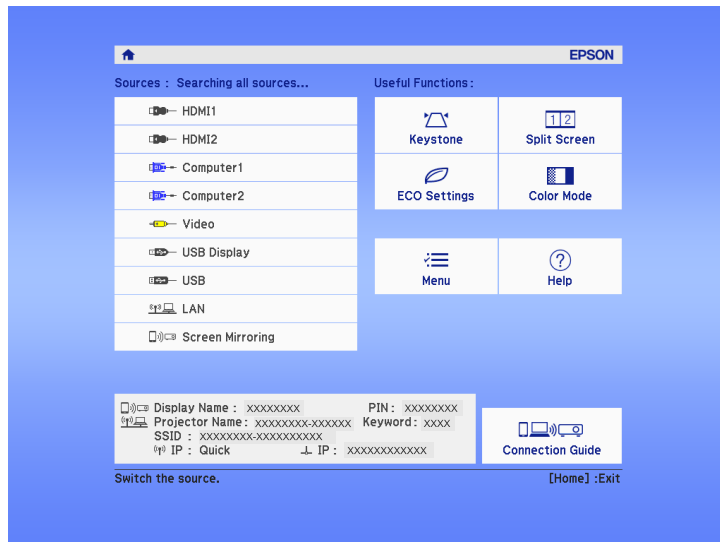 EPSON
Sources : Searching all sources...
HDMI1
HDMI2
Computer1
Computer2
Video
USB Display
USB
LAN
Screen Mirroring
Useful Functions :
Keystone
1 2
Split Screen
ECO Settings
Color Mode
Menu
?
Help
Display Name : XXXXXXXX PIN : XXXXXXXX
Projector Name : XXXXXXXX-XXXXXX Keyword : XXXX
SSID : XXXXXXXX-XXXXXXXXXX
IP : Quick IP : XXXXXXXXXXXX
Connection Guide
Switch the source. [Home] :Exit